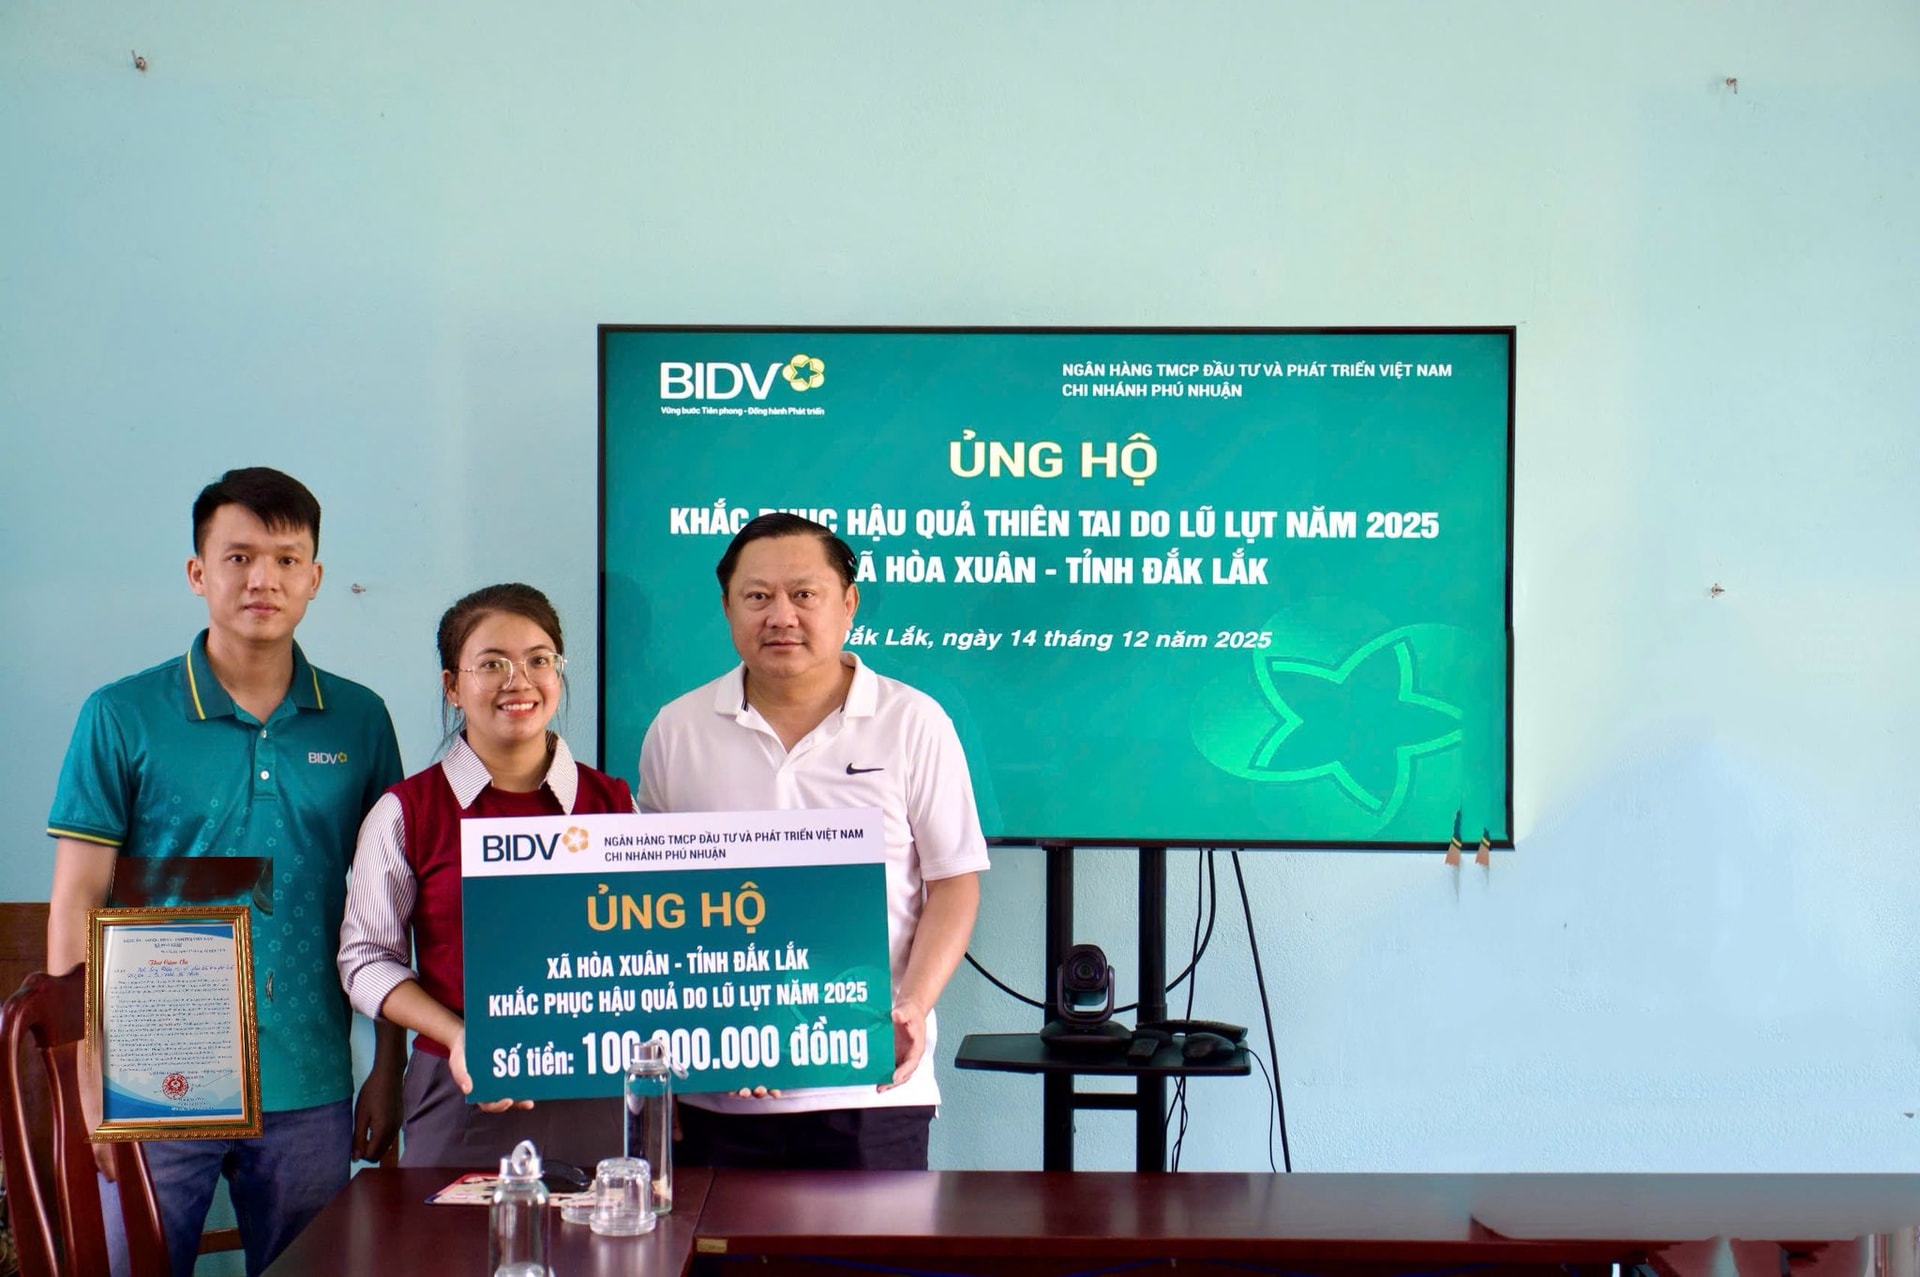 BIDV
Vững bước Tiên phong - Đồng hành Phát triển
NGÂN HÀNG TMCP ĐẦU TƯ VÀ PHÁT TRIỂN VIỆT NAM
CHI NHÁNH PHÚ NHUẬN
ỦNG HỘ
KHẮC PHỤC HẬU QUẢ THIÊN TAI DO LŨ LỤT NĂM 2025
XÃ HÒA XUÂN - TỈNH ĐẮK LẮK
Đắk Lắk, ngày 14 tháng 12 năm 2025
BIDV
BIDV
NGÂN HÀNG TMCP ĐẦU TƯ VÀ PHÁT TRIỂN VIỆT NAM
CHI NHÁNH PHÚ NHUẬN
ỦNG HỘ
XÃ HÒA XUÂN - TỈNH ĐẮK LẮK
KHẮC PHỤC HẬU QUẢ DO LŨ LỤT NĂM 2025
Số tiền: 100.000.000 đồng
Thư Cảm Ơn